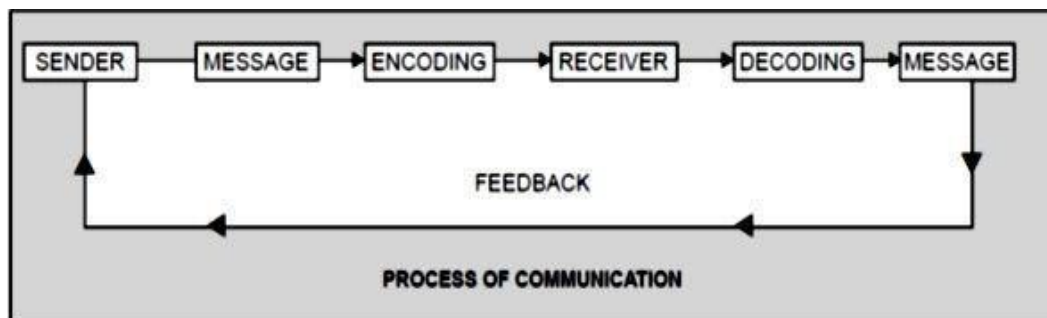 SENDER MESSAGE ENCODING RECEIVER DECODING MESSAGE
FEEDBACK
PROCESS OF COMMUNICATION